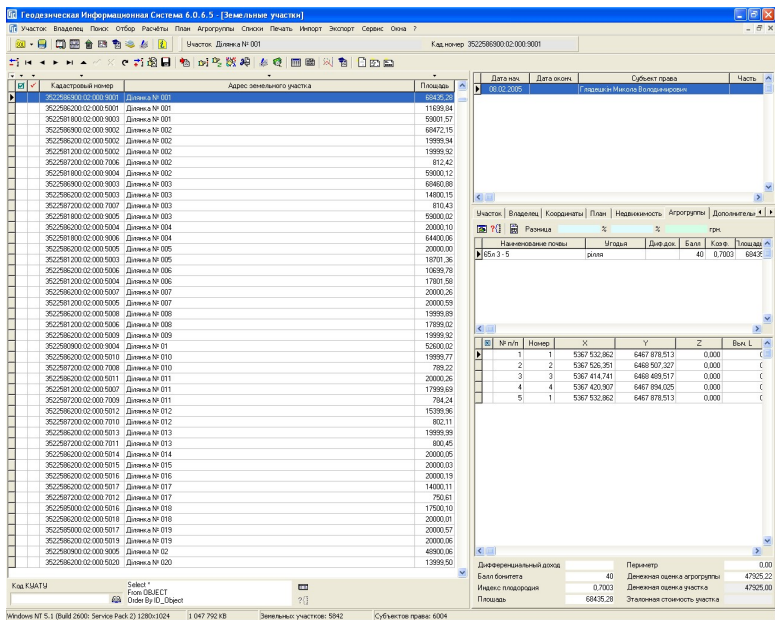 Геодезическая Информационная Система 6.0.6.5 - [Земельные участки]
Участок Владелец Поиск Отбор Расчёты План Агрогруппы Списки Печать Импорт Экспорт Сервис Окна ?
Участок Ділянка № 001 Кад.номер 3522586900:02:000:9001
Кадастровый номер Адрес земельного участка Площадь
3522586900:02:000:9001 Ділянка № 001 68435,28
3522586200:02:000:5001 Ділянка № 001 11699,84
3522581800:02:000:9003 Ділянка № 001 59001,57
3522586900:02:000:9002 Ділянка № 002 68472,15
3522586200:02:000:5002 Ділянка № 002 19999,94
3522581200:02:000:5002 Ділянка № 002 19999,92
3522587200:02:000:7006 Ділянка № 002 812,42
3522581800:02:000:9004 Ділянка № 002 59000,12
3522586900:02:000:9003 Ділянка № 003 68460,88
3522586200:02:000:5003 Ділянка № 003 14800,15
3522587200:02:000:7007 Ділянка № 003 810,43
3522581800:02:000:9005 Ділянка № 003 59000,02
3522586200:02:000:5004 Ділянка № 004 20000,10
3522581800:02:000:9006 Ділянка № 004 64400,06
3522586200:02:000:5005 Ділянка № 005 20000,00
3522581200:02:000:5003 Ділянка № 005 18701,36
3522586200:02:000:5006 Ділянка № 006 10699,78
3522581200:02:000:5004 Ділянка № 006 17801,58
3522586200:02:000:5007 Ділянка № 007 20000,26
3522581200:02:000:5005 Ділянка № 007 20000,59
3522586200:02:000:5008 Ділянка № 008 19999,89
3522581200:02:000:5006 Ділянка № 008 17899,02
3522586200:02:000:5009 Ділянка № 009 19999,92
3522580900:02:000:9004 Ділянка № 01 52600,02
3522586200:02:000:5010 Ділянка № 010 19999,77
3522587200:02:000:7008 Ділянка № 010 789,22
3522586200:02:000:5011 Ділянка № 011 20000,26
3522581200:02:000:5007 Ділянка № 011 17999,69
3522587200:02:000:7009 Ділянка № 011 784,24
3522586200:02:000:5012 Ділянка № 012 15399,96
3522587200:02:000:7010 Ділянка № 012 802,11
3522586200:02:000:5013 Ділянка № 013 19999,99
3522587200:02:000:7011 Ділянка № 013 800,45
3522586200:02:000:5014 Ділянка № 014 20000,05
3522586200:02:000:5015 Ділянка № 015 20000,03
3522586200:02:000:5016 Ділянка № 016 20000,19
3522586200:02:000:5017 Ділянка № 017 14000,11
3522587200:02:000:7012 Ділянка № 017 750,61
3522585000:02:000:5016 Ділянка № 018 17500,10
3522586200:02:000:5018 Ділянка № 018 20000,01
3522585000:02:000:5017 Ділянка № 019 20000,57
3522586200:02:000:5019 Ділянка № 019 20000,06
3522580900:02:000:9005 Ділянка № 02 48900,06
3522586200:02:000:5020 Ділянка № 020 13999,50
Дата нач. Дата оконч. Субъект права Часть
08.02.2005 Глядешкін Микола Володимирович
Участок Владелец Координаты План Недвижимость Агрогруппы Дополнительн
Разница % % грн.
Наименование почвы Угодья Диф.дох. Балл Коэф. Площадь
65л 3 - 5 рілля 40 0,7003 68435
№ п/п Номер X Y Z Выч. L
1 1 5367 532,862 6467 878,513 0,000
2 2 5367 526,351 6468 507,327 0,000
3 3 5367 414,741 6468 489,517 0,000
4 4 5367 420,907 6467 894,025 0,000
5 1 5367 532,862 6467 878,513 0,000
Дифференциальный доход Периметр 0,00
Балл бонитета 40 Денежная оценка агрогруппы 47925,22
Индекс плодородия 0,7003 Денежная оценка участка 47925,00
Площадь 68435,28 Эталонная стоимость участка
Код КУАТУ
Select *
From OBJECT
Order By ID_Object
Windows NT 5.1 (Build 2600: Service Pack 2) 1280x1024 1 047 792 KB Земельных участков: 5842 Субъектов права: 6004